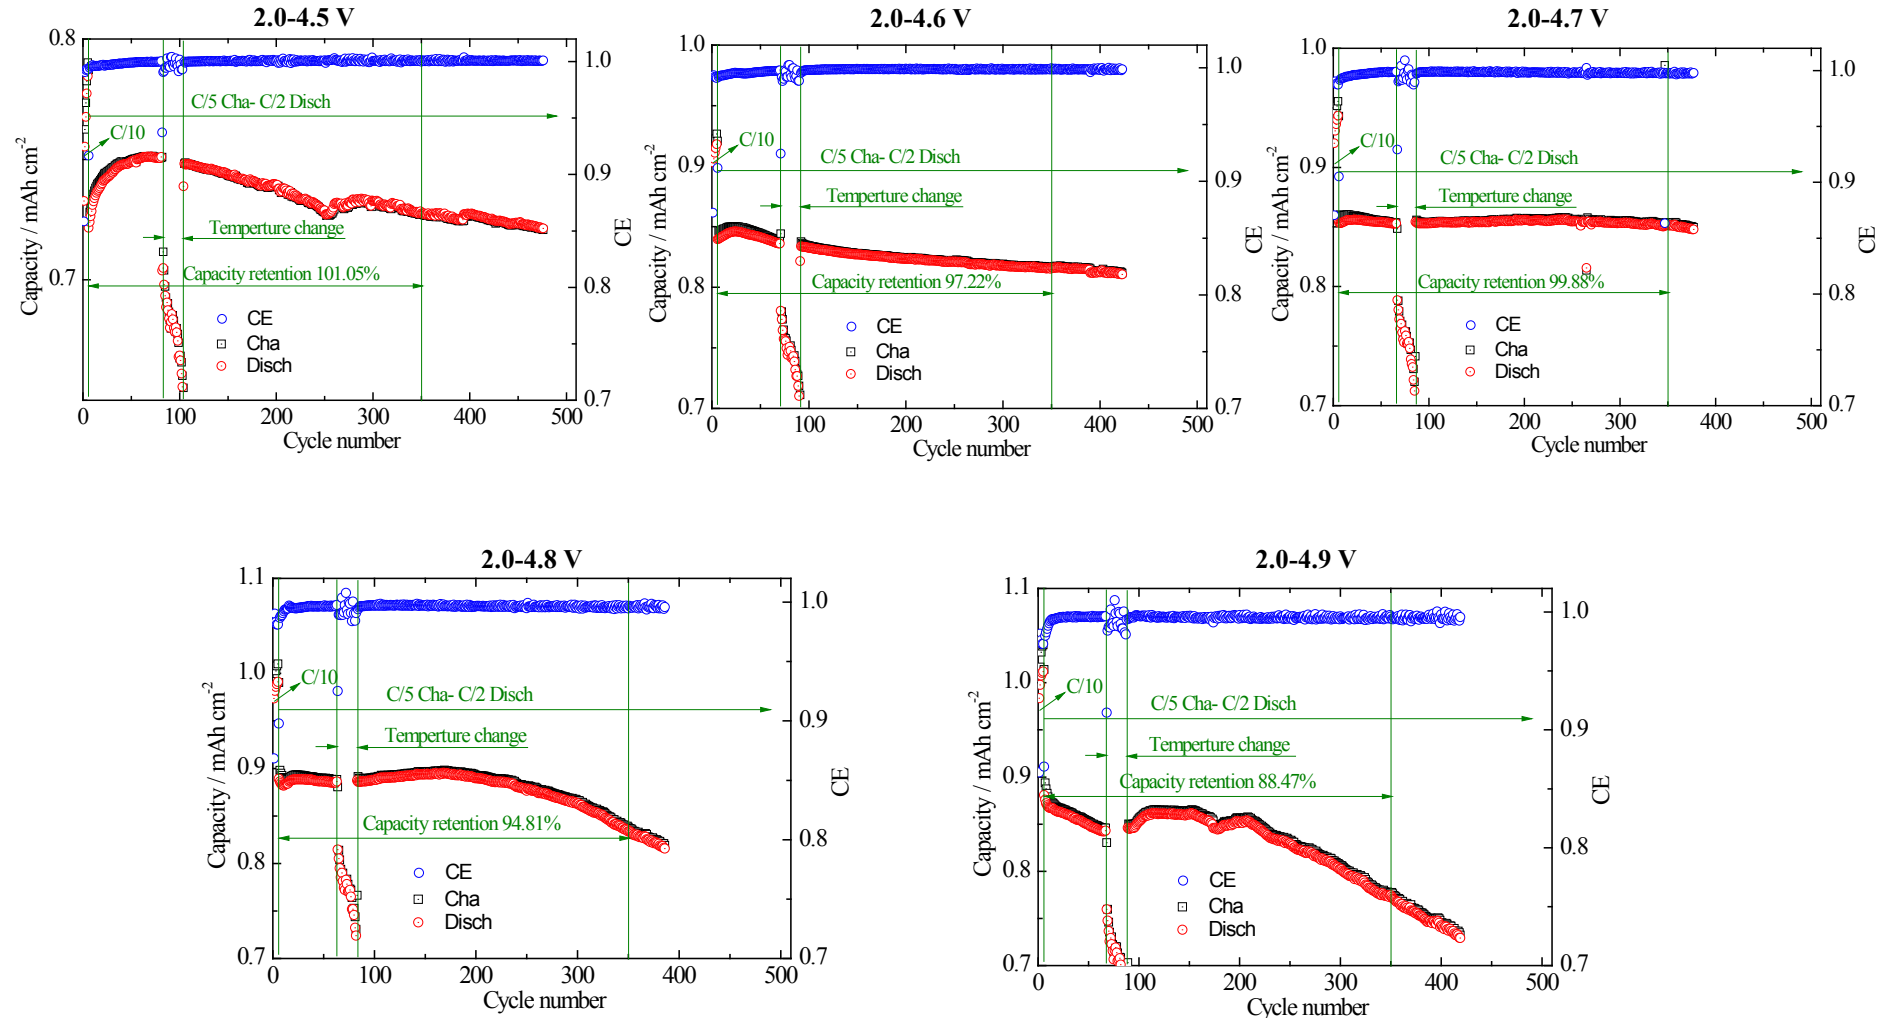 2.0-4.5 V
0.8
1.0
C/5 Cha- C/2 Disch
C/10
0.9
Temperture change
Capacity retention 101.05%
0.7
0.8
CE
Cha
Disch
0.7
0 100 200 300 400 500
Cycle number
Capacity / mAh cm-2
CE
2.0-4.6 V
1.0
1.0
C/10
0.9
C/5 Cha- C/2 Disch
0.9
Temperture change
Capacity retention 97.22%
0.8
0.8
CE
Cha
Disch
0.7
0.7
0 100 200 300 400 500
Cycle number
Capacity / mAh cm-2
CE
2.0-4.7 V
1.0
1.0
C/10
0.9
C/5 Cha- C/2 Disch
0.9
Temperture change
Capacity retention 99.88%
0.8
0.8
CE
Cha
Disch
0.7
0.7
0 100 200 300 400 500
Cycle number
Capacity / mAh cm-2
CE
2.0-4.8 V
1.1
1.0
1.0
C/10
C/5 Cha- C/2 Disch
0.9
Temperture change
0.9
Capacity retention 94.81%
0.8
0.8
CE
Cha
Disch
0.7
0.7
0 100 200 300 400 500
Cycle number
Capacity / mAh cm-2
CE
2.0-4.9 V
1.1
1.0
1.0
C/10
C/5 Cha- C/2 Disch
0.9
Temperture change
0.9
Capacity retention 88.47%
0.8
0.8
CE
Cha
Disch
0.7
0.7
0 100 200 300 400 500
Cycle number
Capacity / mAh cm-2
CE